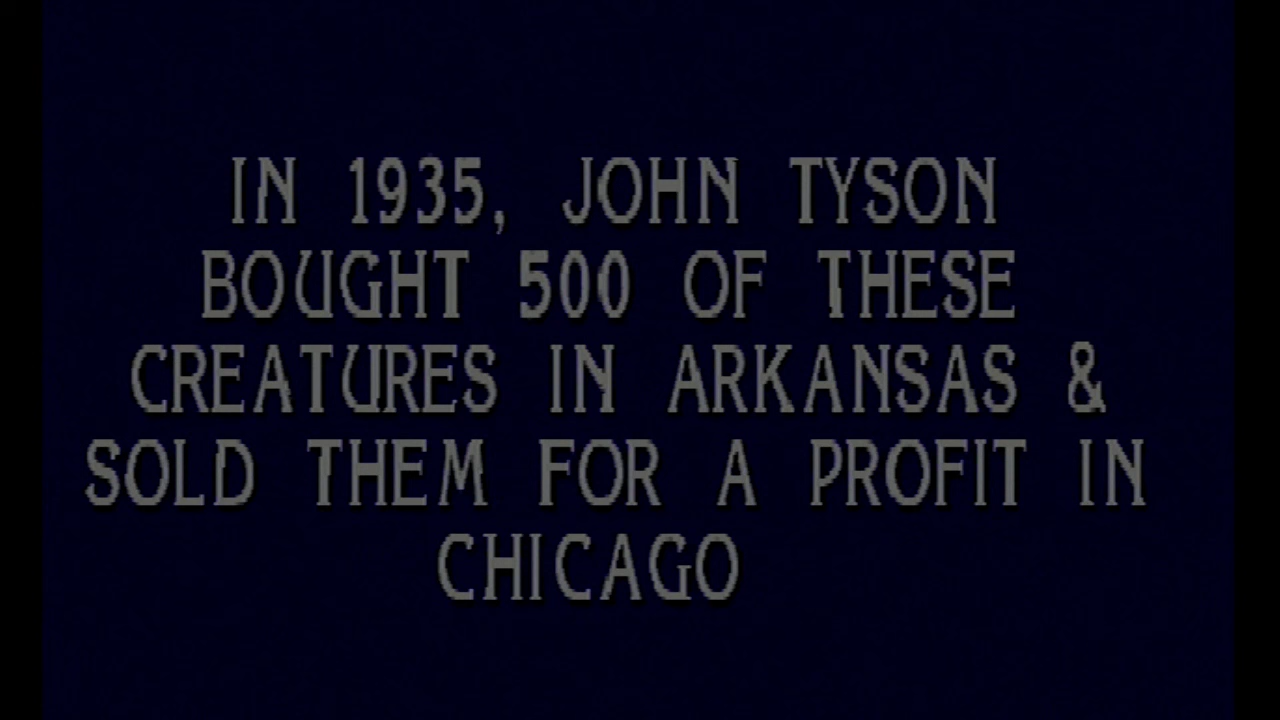 IN 1935, JOHN TYSON
BOUGHT 500 OF THESE
CREATURES IN ARKANSAS &
SOLD THEM FOR A PROFIT IN
CHICAGO